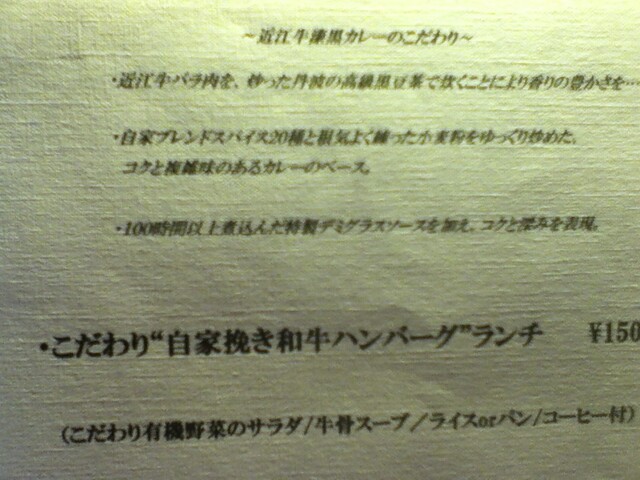 ～近江牛漆黒カレーのこだわり～
・近江牛バラ肉を、炒った丹波の高級黒豆茶で炊くことにより香りの豊かさを…
・自家ブレンドスパイス20種と根気よく練った小麦粉をゆっくり炒めた、
コクと複雑味のあるカレーのベース。
・100時間以上煮込んだ特製デミグラスソースを加え、コクと深みを表現。
・こだわり“自家挽き和牛ハンバーグ”ランチ ¥150
（こだわり有機野菜のサラダ/牛骨スープ／ライスorパン/コーヒー付）